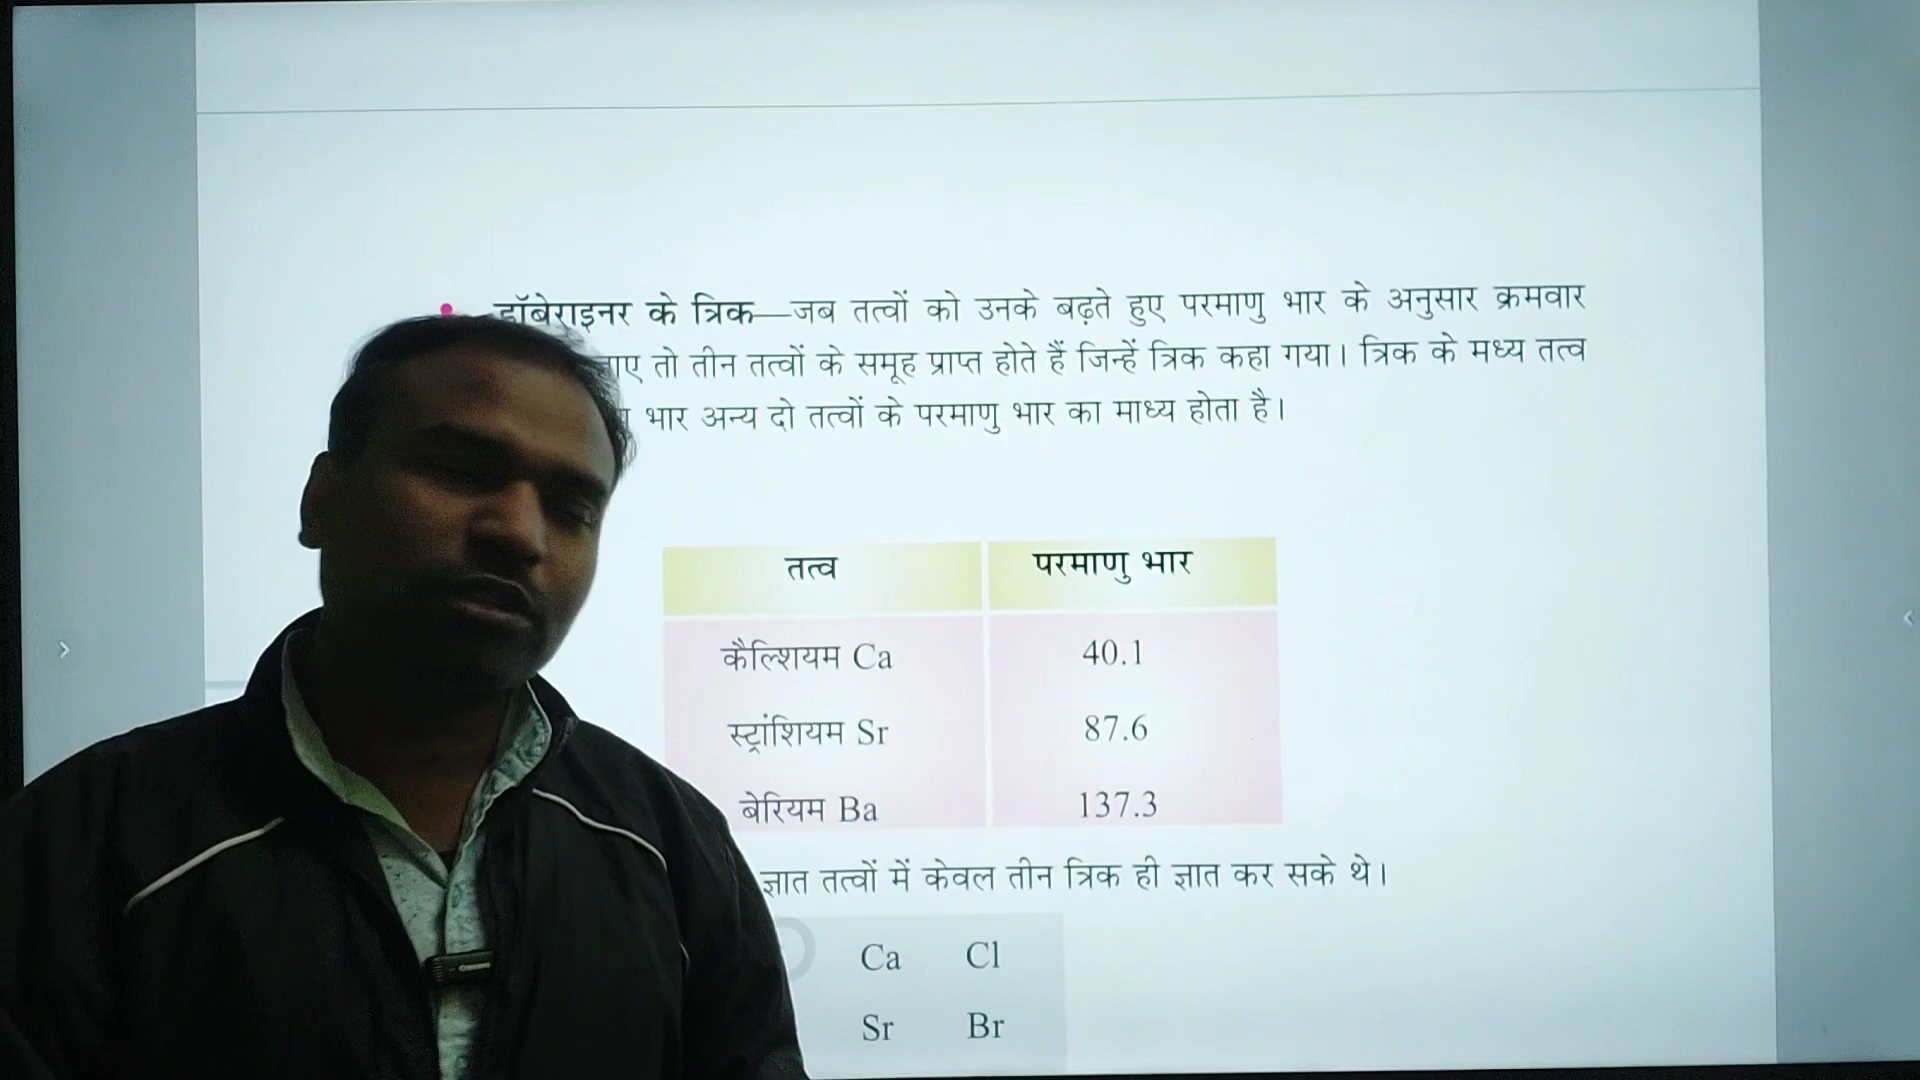 डॉबेराइनर के त्रिक—जब तत्वों को उनके बढ़ते हुए परमाणु भार के अनुसार क्रमवार
तो तीन तत्वों के समूह प्राप्त होते हैं जिन्हें त्रिक कहा गया। त्रिक के मध्य तत्व
भार अन्य दो तत्वों के परमाणु भार का माध्य होता है।
तत्व परमाणु भार
कैल्शियम Ca 40.1
स्ट्रांशियम Sr 87.6
बेरियम Ba 137.3
ज्ञात तत्वों में केवल तीन त्रिक ही ज्ञात कर सके थे।
Ca Cl
Sr Br